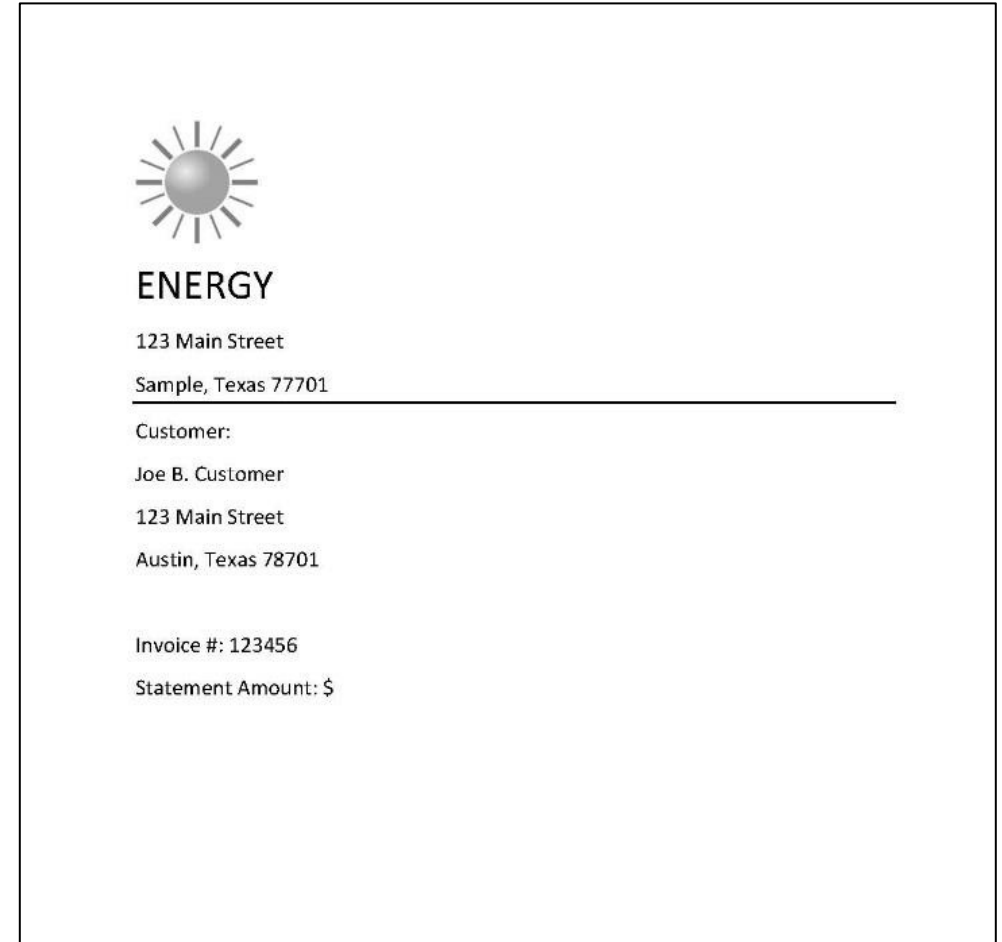 ENERGY
123 Main Street
Sample, Texas 77701
Customer:
Joe B. Customer
123 Main Street
Austin, Texas 78701
Invoice #: 123456
Statement Amount: $